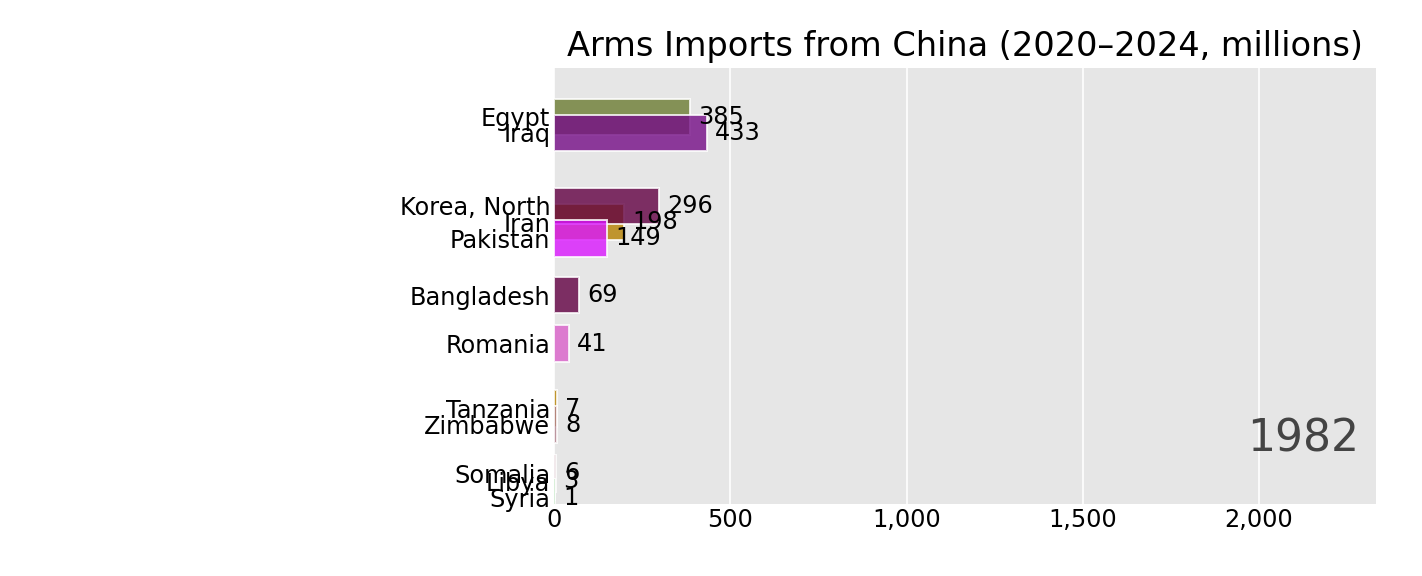 Arms Imports from China (2020–2024, millions)
Egypt 385
Iraq 433
Korea, North 296
Iran 198
Pakistan 149
Bangladesh 69
Romania 41
Tanzania 7
Zimbabwe 8
1982
Somalia 6
Libya 3
Syria 1
0 500 1,000 1,500 2,000